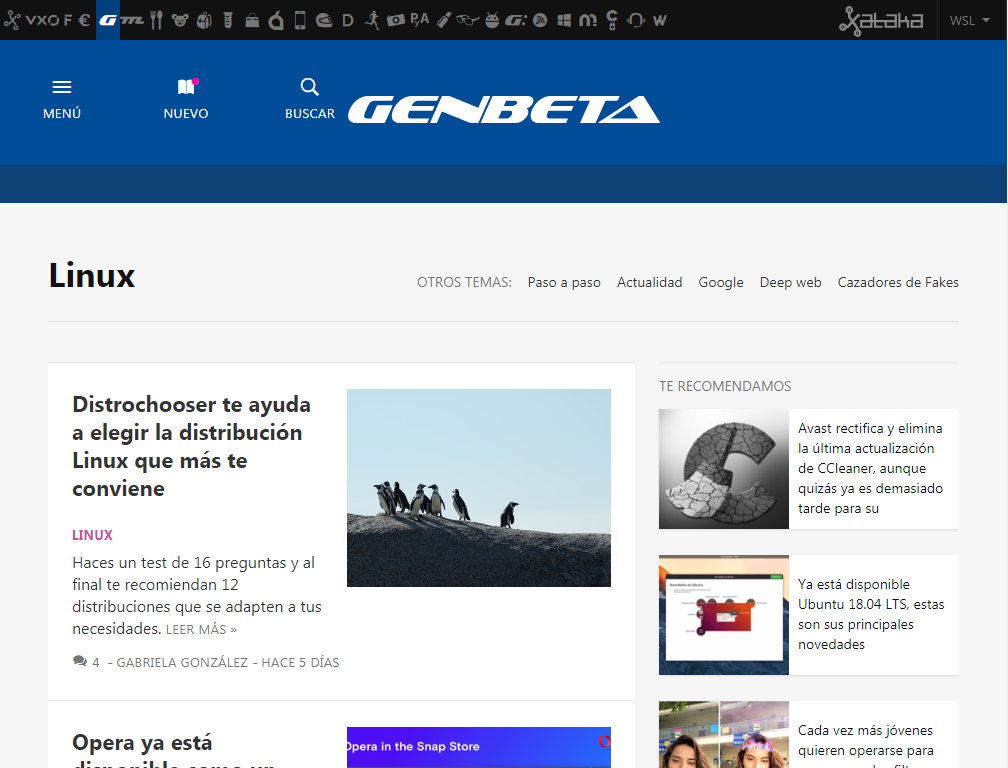 VXO F €
D
P,A
W
Xataka
WSL
MENÚ
NUEVO
BUSCAR
GENBETA
Linux
OTROS TEMAS: Paso a paso Actualidad Google Deep web Cazadores de Fakes
Distrochooser te ayuda
a elegir la distribución
Linux que más te
conviene
LINUX
Haces un test de 16 preguntas y al
final te recomiendan 12
distribuciones que se adapten a tus
necesidades. LEER MÁS »
4 - GABRIELA GONZÁLEZ - HACE 5 DÍAS
Opera ya está
Opera in the Snap Store
TE RECOMENDAMOS
Avast rectifica y elimina
la última actualización
de CCleaner, aunque
quizás ya es demasiado
tarde para su
Ya está disponible
Ubuntu 18.04 LTS, estas
son sus principales
novedades
Cada vez más jóvenes
quieren operarse para